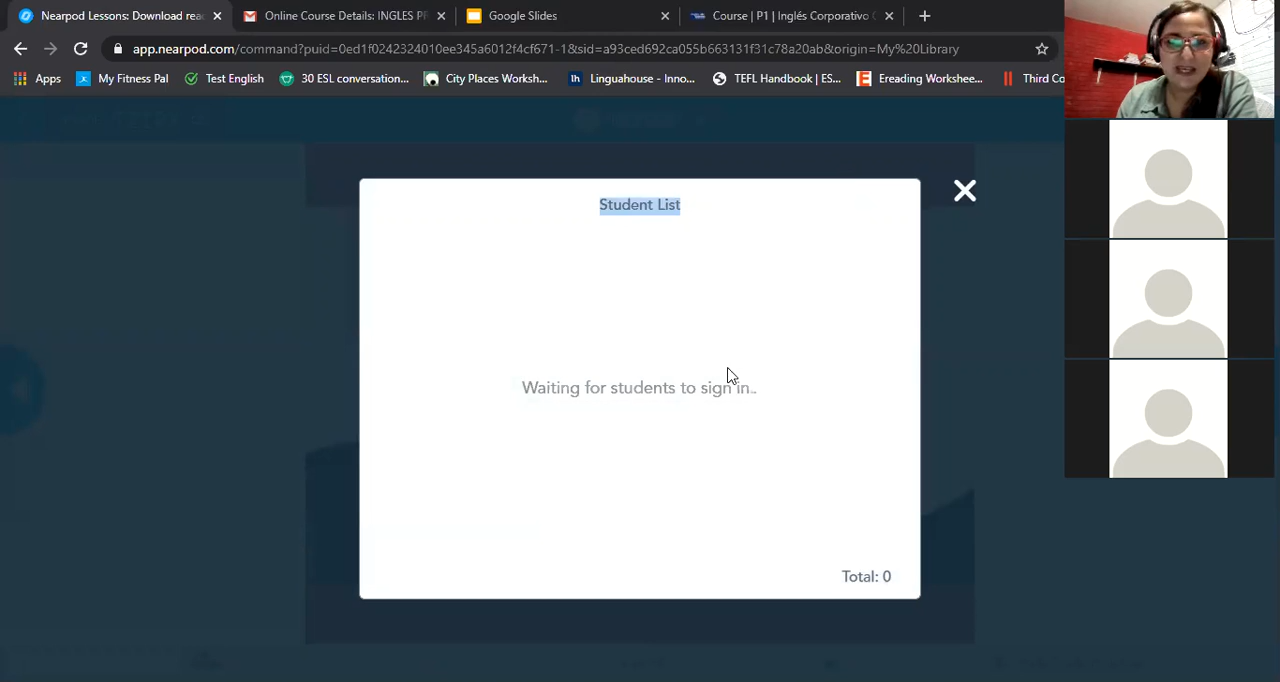 Nearpod Lessons: Download rea
Online Course Details: INGLES PR
Google Slides
Course | P1 | Inglés Corporativo
app.nearpod.com/command?puid=0ed1f0242324010ee345a6012f4cf671-1&sid=a93ced692ca055b663131f31c78a20ab&origin=My%20Library
Apps
My Fitness Pal
Test English
30 ESL conversation...
City Places Worksh...
lh
Linguahouse - Inno...
TEFL Handbook | ES...
E
Ereading Workshee...
Third Co
Student List
Waiting for students to sign in..
Total: 0